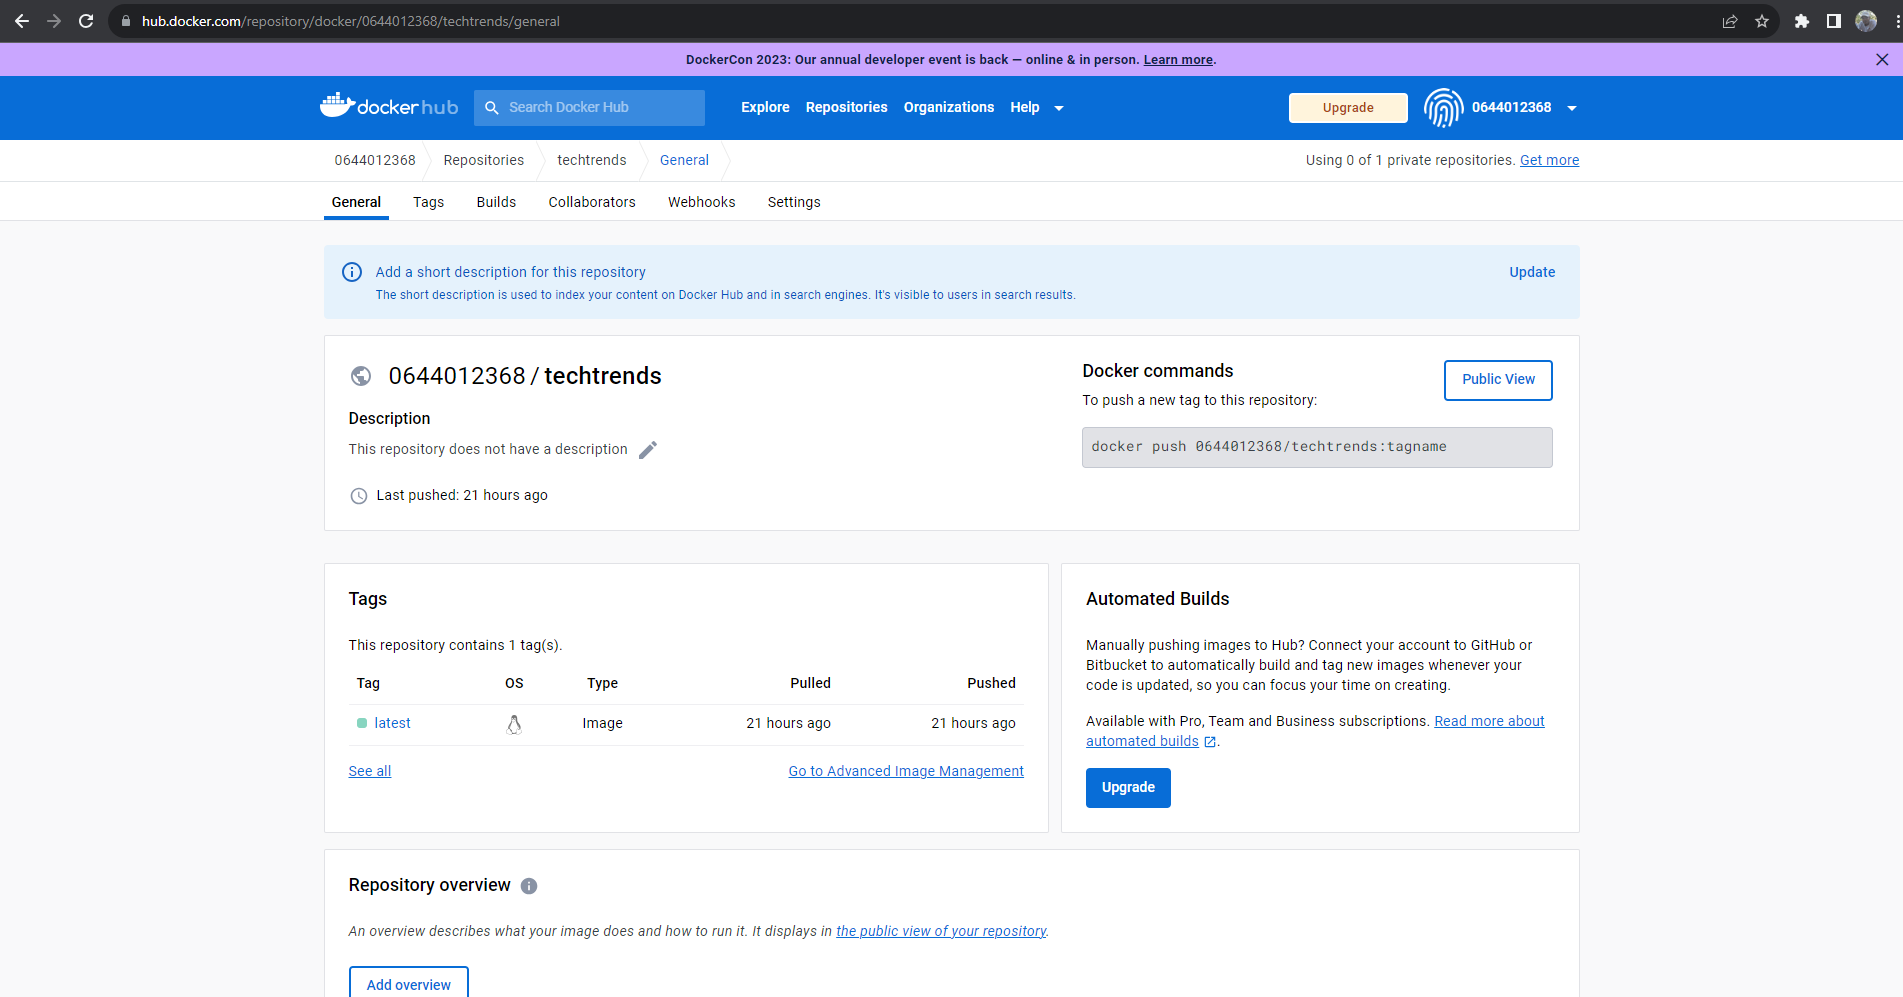 hub.docker.com/repository/docker/0644012368/techtrends/general
DockerCon 2023: Our annual developer event is back — online & in person. Learn more.
dockerhub
Search Docker Hub
Explore
Repositories
Organizations
Help
Upgrade
0644012368
0644012368
Repositories
techtrends
General
Using 0 of 1 private repositories. Get more
General
Tags
Builds
Collaborators
Webhooks
Settings
Add a short description for this repository
Update
The short description is used to index your content on Docker Hub and in search engines. It's visible to users in search results.
0644012368 / techtrends
Description
This repository does not have a description
Last pushed: 21 hours ago
Docker commands
Public View
To push a new tag to this repository:
docker push 0644012368/techtrends:tagname
Tags
This repository contains 1 tag(s).
Tag OS Type Pulled Pushed
latest Image 21 hours ago 21 hours ago
See all
Go to Advanced Image Management
Automated Builds
Manually pushing images to Hub? Connect your account to GitHub or
Bitbucket to automatically build and tag new images whenever your
code is updated, so you can focus your time on creating.
Available with Pro, Team and Business subscriptions. Read more about
automated builds.
Upgrade
Repository overview
An overview describes what your image does and how to run it. It displays in the public view of your repository.
Add overview